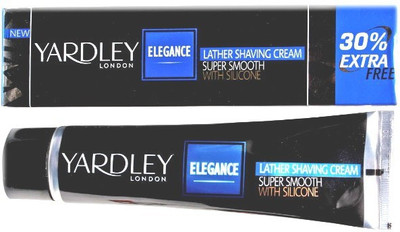 NEW
YARDLEY
LONDON
ELEGANCE
LATHER SHAVING CREAM
SUPER SMOOTH
WITH SILICONE
30%
EXTRA
FREE
YARDLEY
LONDON
ELEGANCE
LATHER SHAVING CREAM
SUPER SMOOTH
WITH SILICONE